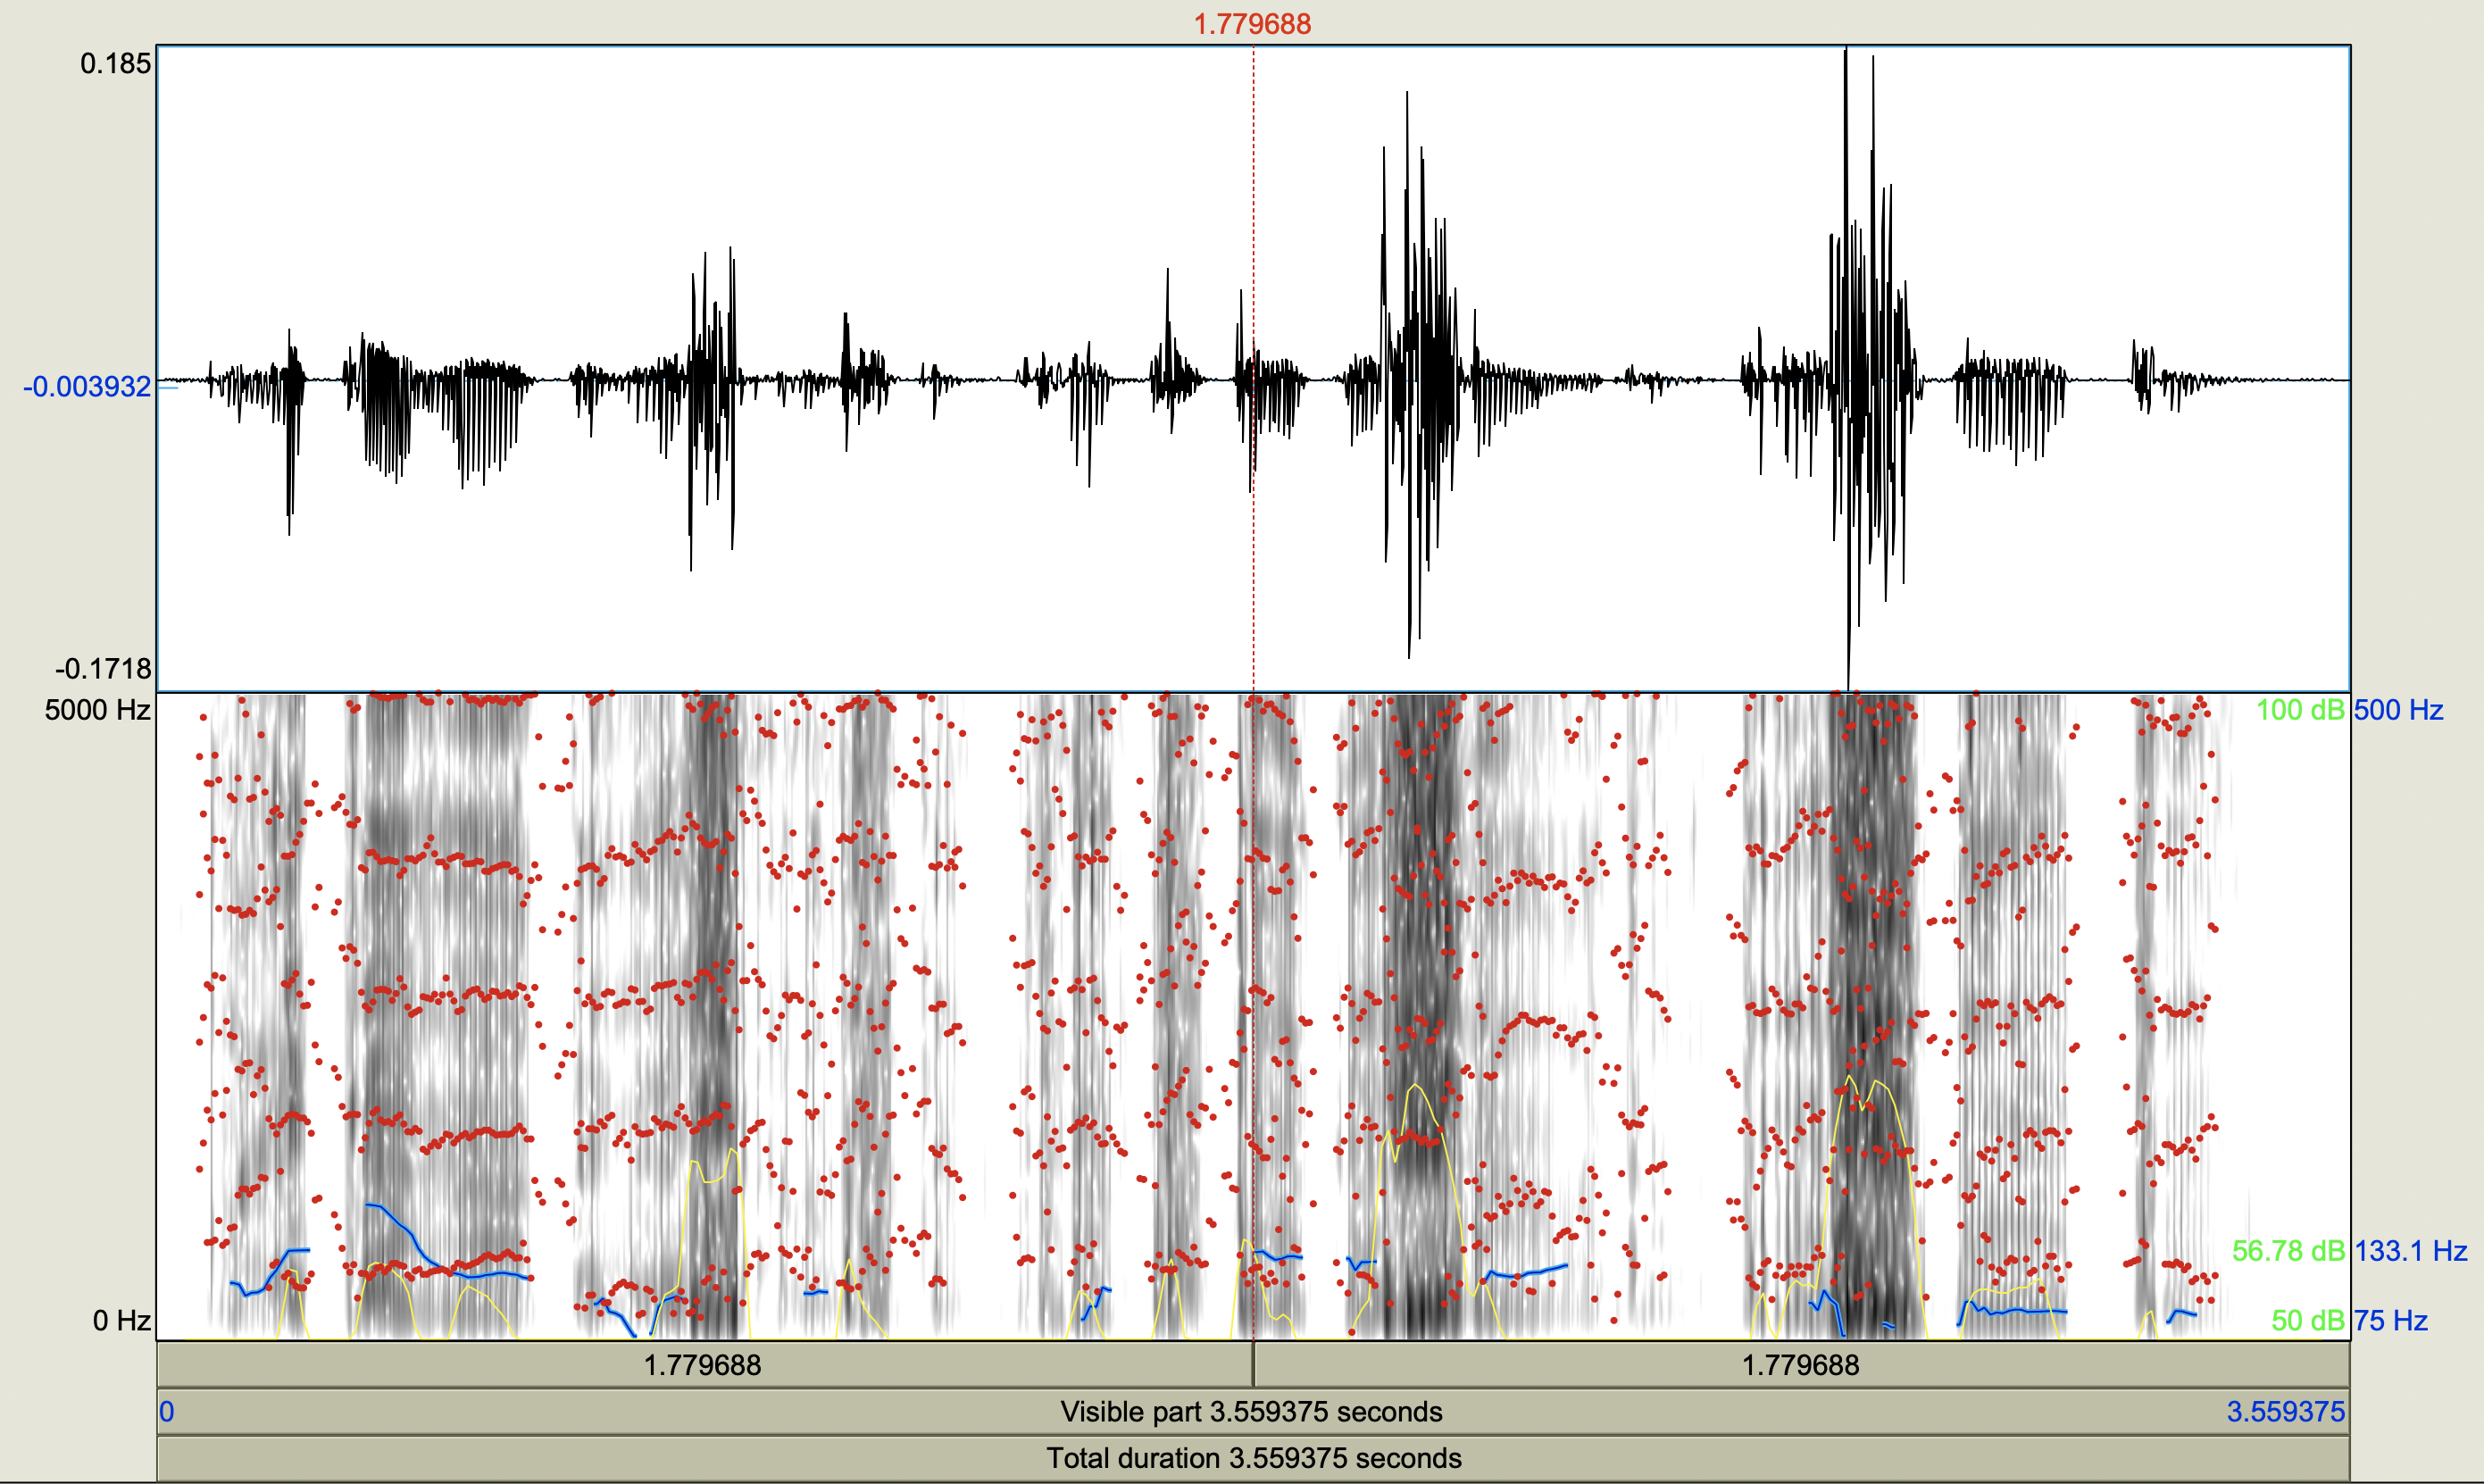 1.779688
0.185
-0.003932
-0.1718
5000 Hz 100 dB 500 Hz
56.78 dB 133.1 Hz
0 Hz 50 dB 75 Hz
1.779688 1.779688
0 Visible part 3.559375 seconds 3.559375
Total duration 3.559375 seconds